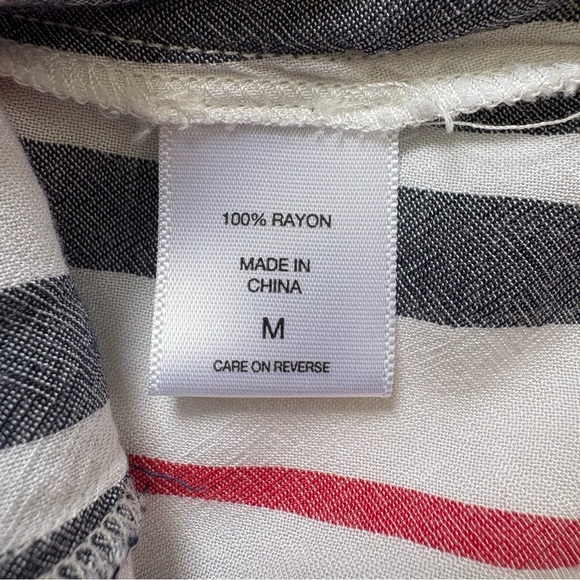 100% RAYON
MADE IN
CHINA
M
CARE ON REVERSE